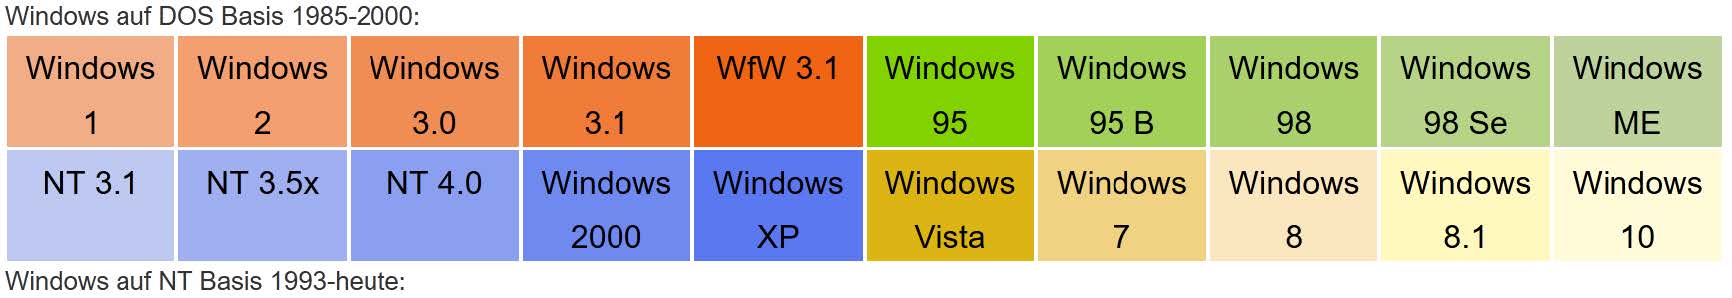 Windows auf DOS Basis 1985-2000:
Windows 1
Windows 2
Windows 3.0
Windows 3.1
WfW 3.1
Windows 95
Windows 95 B
Windows 98
Windows 98 Se
Windows ME
NT 3.1
NT 3.5x
NT 4.0
Windows 2000
Windows XP
Windows Vista
Windows 7
Windows 8
Windows 8.1
Windows 10
Windows auf NT Basis 1993-heute: